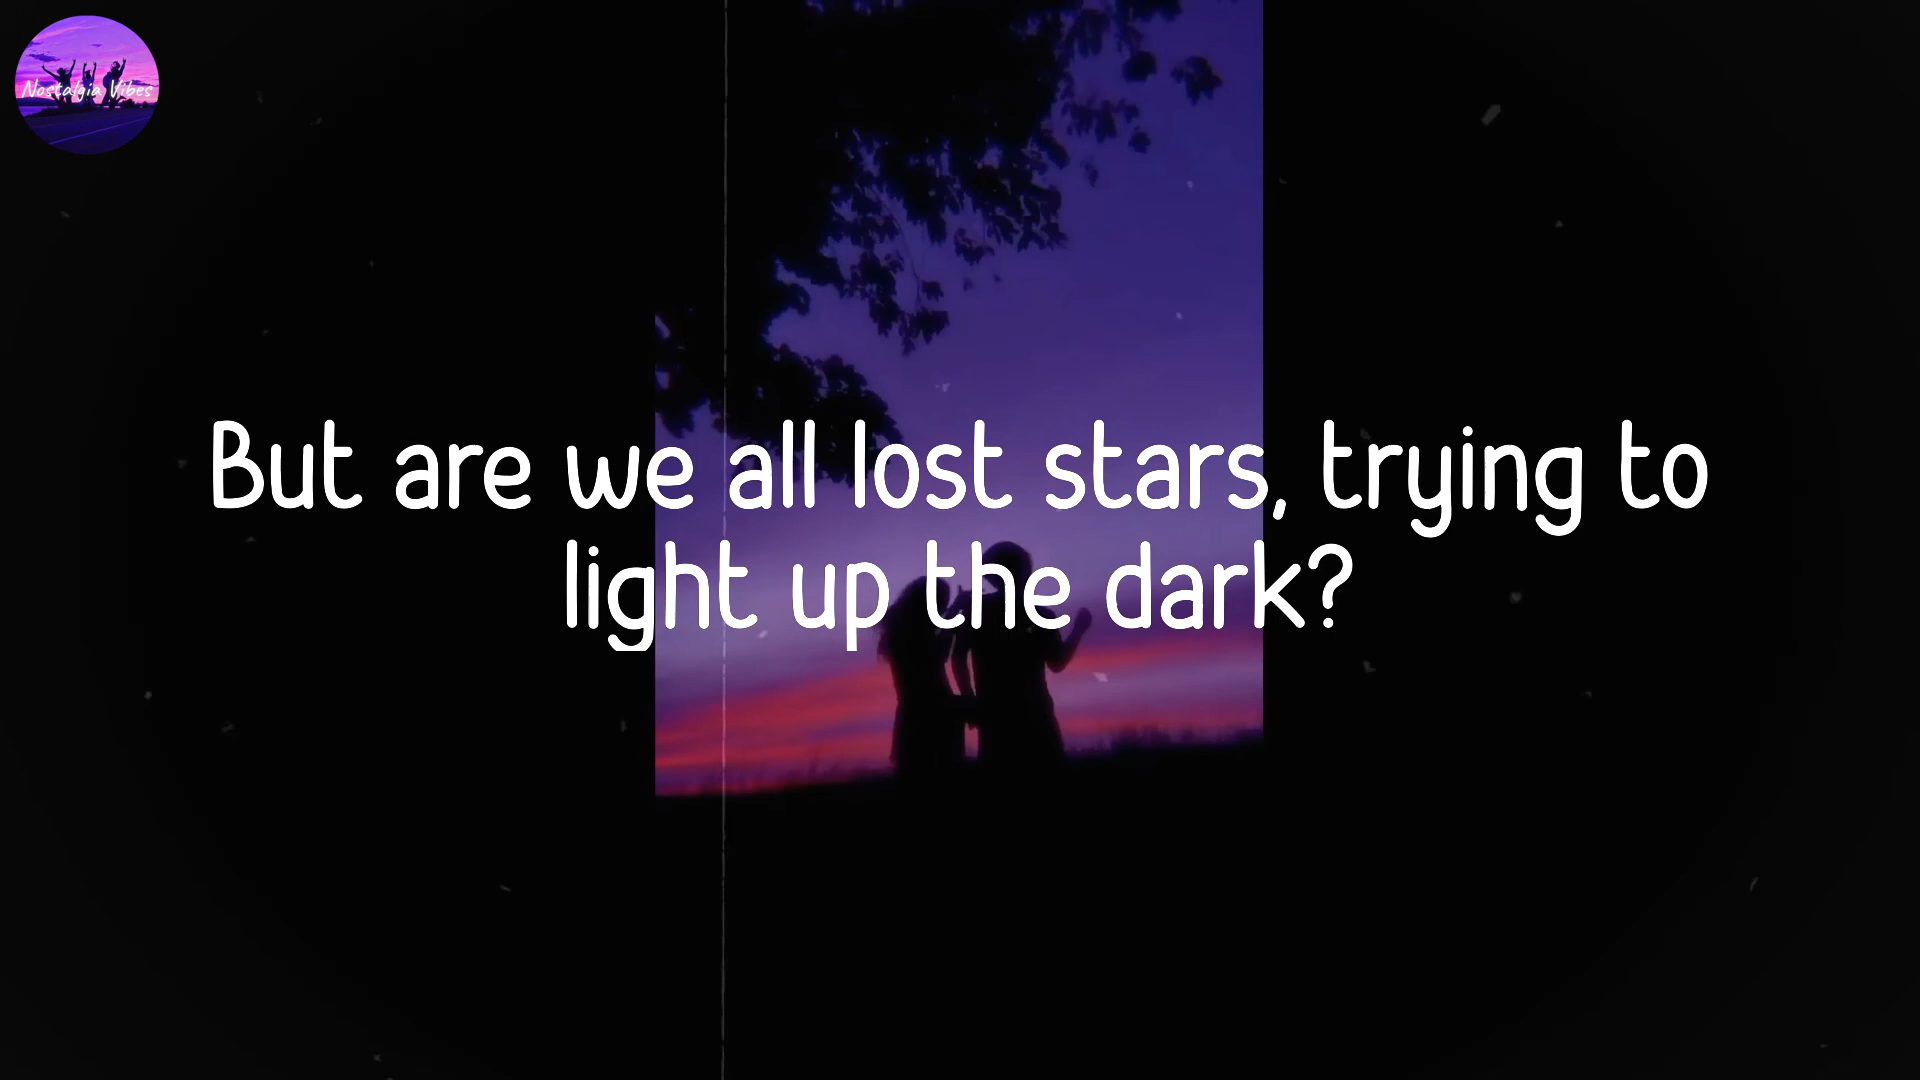 Nostalgia Vibes
But are we all lost stars, trying to
light up the dark?